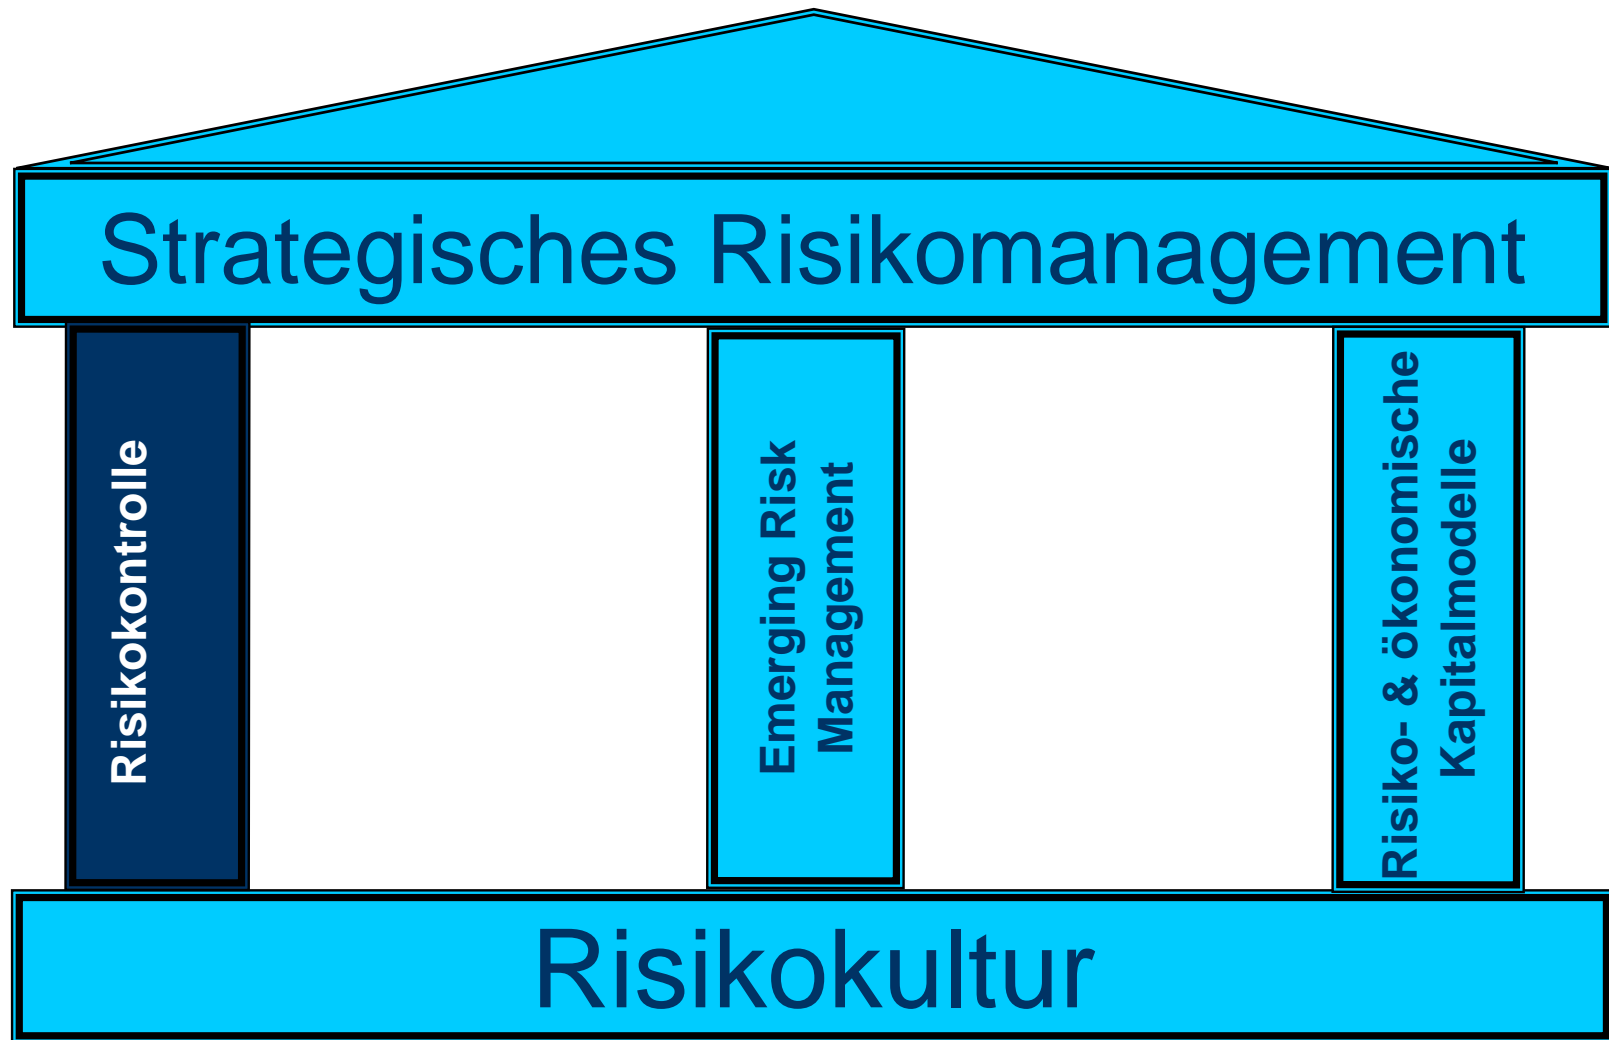 Strategisches Risikomanagement
Risikokontrolle
Emerging Risk
Management
Risiko- & ökonomische
Kapitalmodelle
Risikokultur